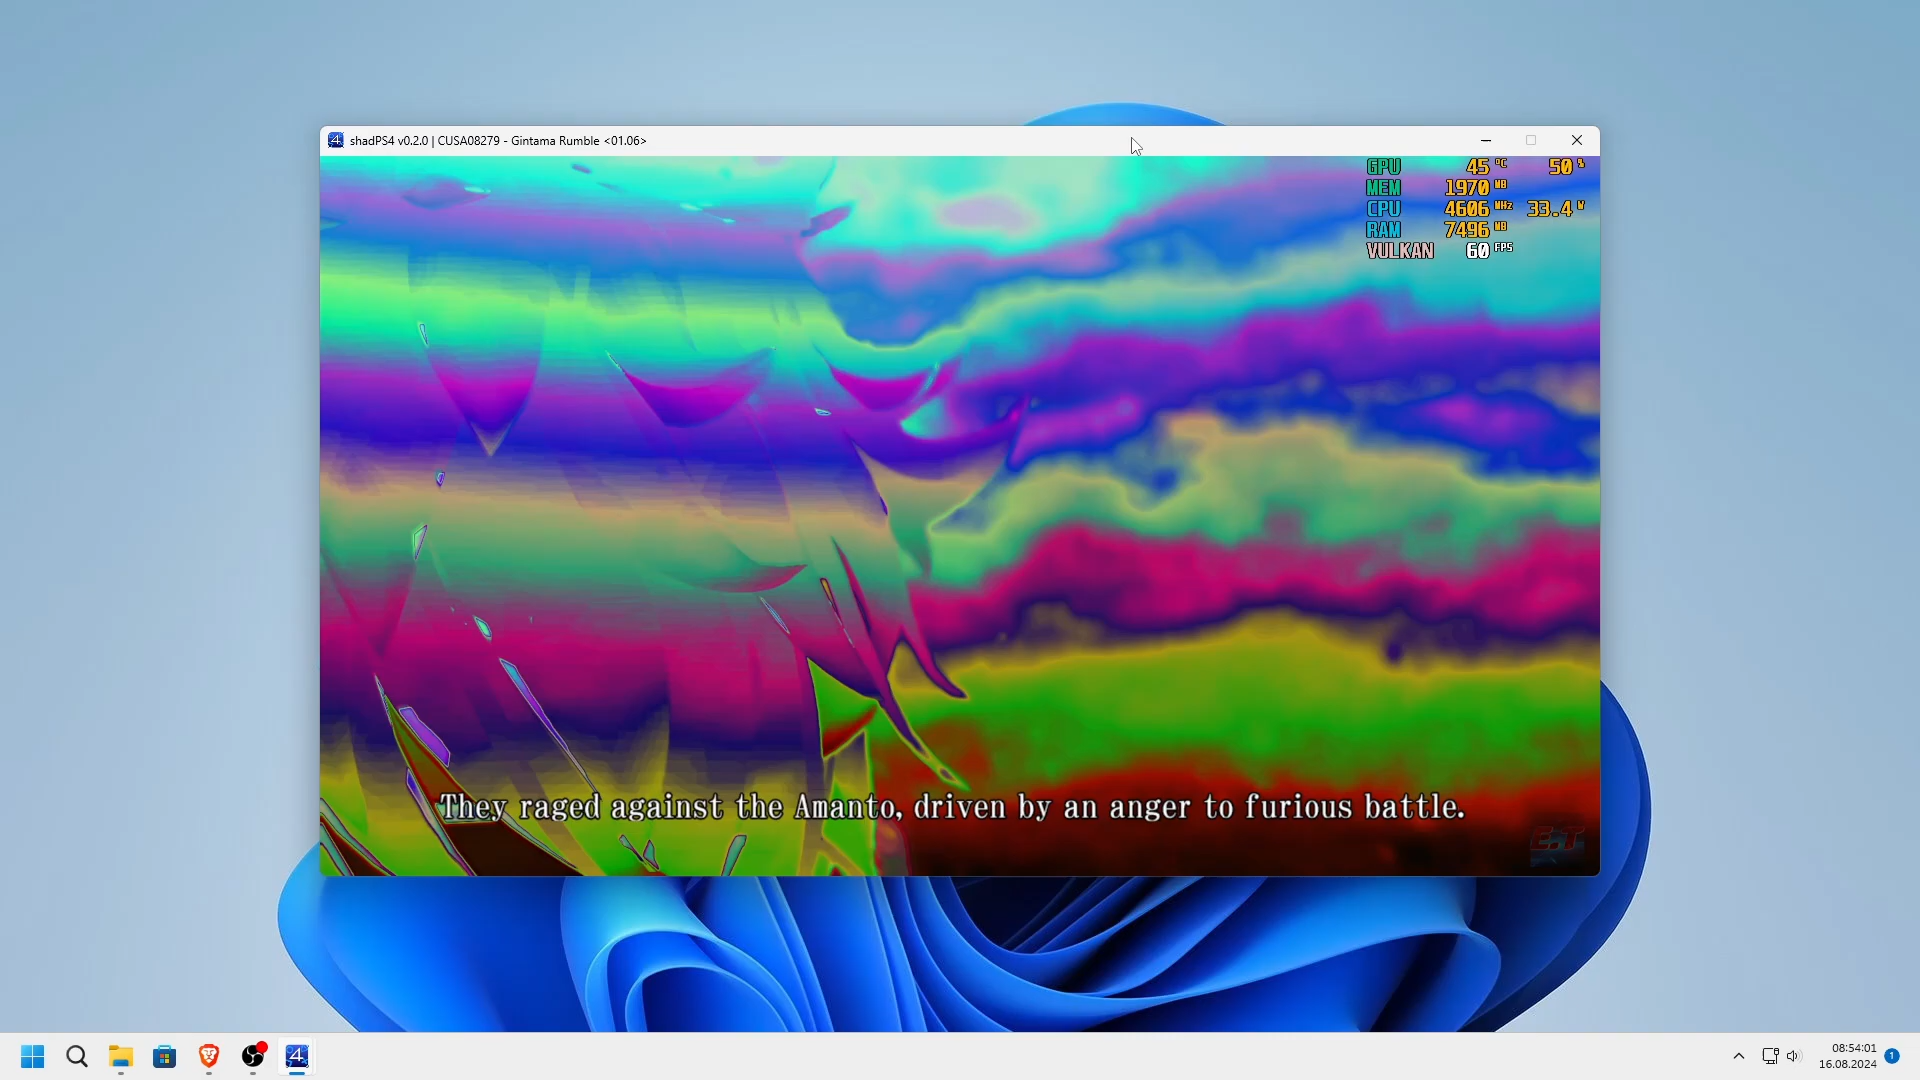 shadPS4 v0.2.0 | CUSA08279 - Gintama Rumble <01.06>
GPU 45 °C 50 %
MEM 1970 MB
CPU 4606 MHz 33.4 W
RAM 7496 MB
VULKAN 60 FPS
They raged against the Amanto, driven by an anger to furious battle.
E.T
4
08:54:01
16.08.2024
1